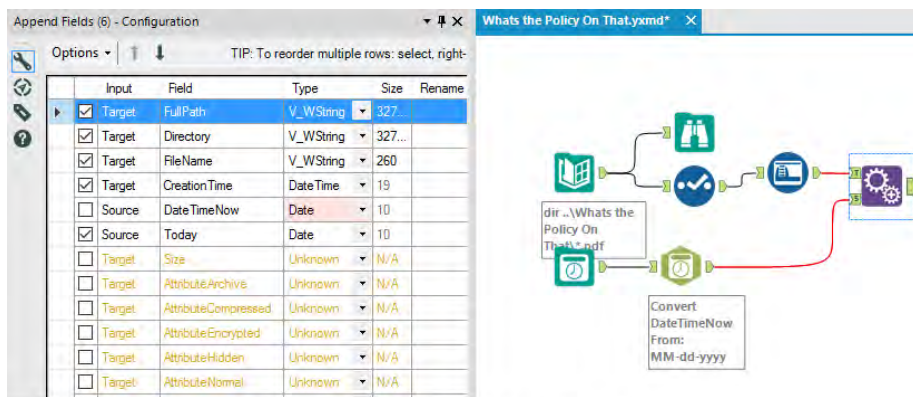 Append Fields (6) - Configuration
Options
TIP: To reorder multiple rows: select, right-
Input Field Type Size Rename
Target FullPath V_WString 327...
Target Directory V_WString 327...
Target FileName V_WString 260
Target CreationTime DateTime 19
Source DateTimeNow Date 10
Source Today Date 10
Target Size Unknown N/A
Target AttributeArchive Unknown N/A
Target AttributeCompressed Unknown N/A
Target AttributeEncrypted Unknown N/A
Target AttributeHidden Unknown N/A
Target AttributeNormal Unknown N/A
Whats the Policy On That.yxmd*
T
S
dir ..\Whats the
Policy On
That\*.pdf
Convert
DateTimeNow
From:
MM-dd-yyyy